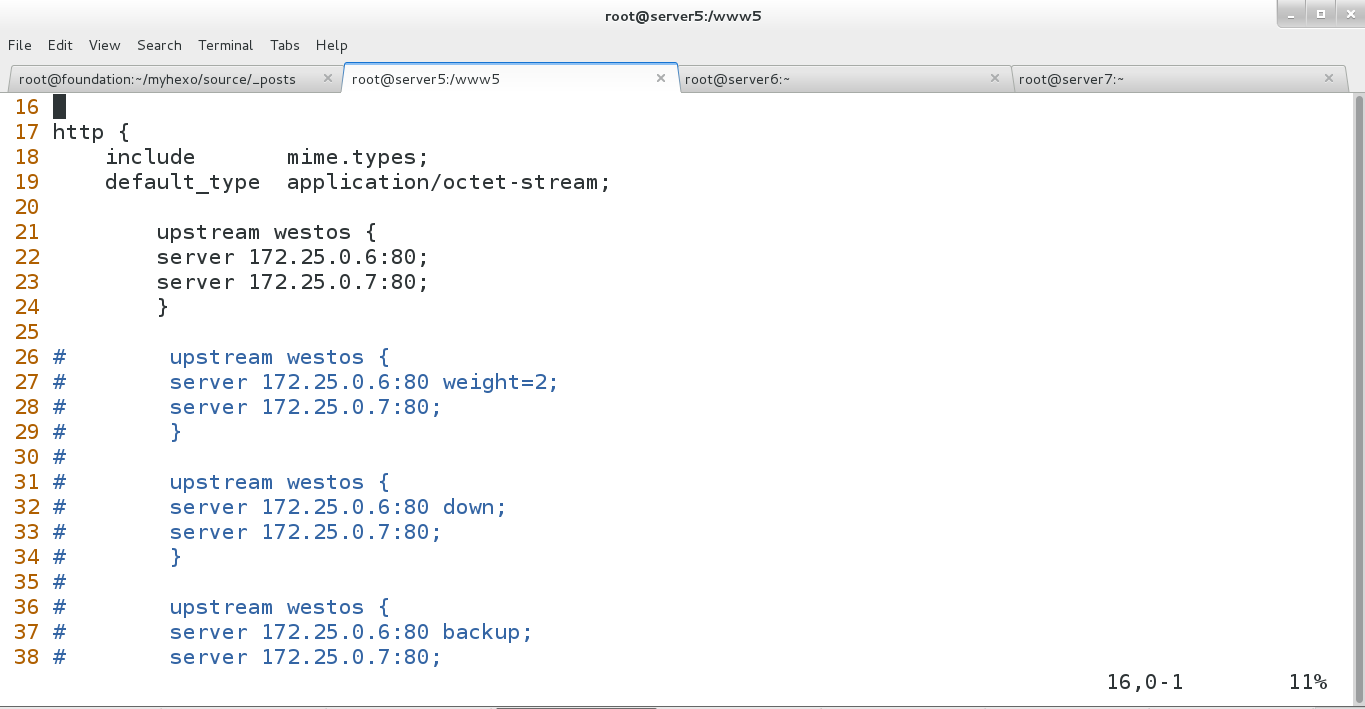 root@server5:/www5
File Edit View Search Terminal Tabs Help
root@foundation:~/myhexo/source/_posts root@server5:/www5 root@server6:~ root@server7:~
16
17 http {
18     include       mime.types;
19     default_type  application/octet-stream;
20
21         upstream westos {
22         server 172.25.0.6:80;
23         server 172.25.0.7:80;
24         }
25
26 #        upstream westos {
27 #        server 172.25.0.6:80 weight=2;
28 #        server 172.25.0.7:80;
29 #        }
30 #
31 #        upstream westos {
32 #        server 172.25.0.6:80 down;
33 #        server 172.25.0.7:80;
34 #        }
35 #
36 #        upstream westos {
37 #        server 172.25.0.6:80 backup;
38 #        server 172.25.0.7:80;
16,0-1        11%